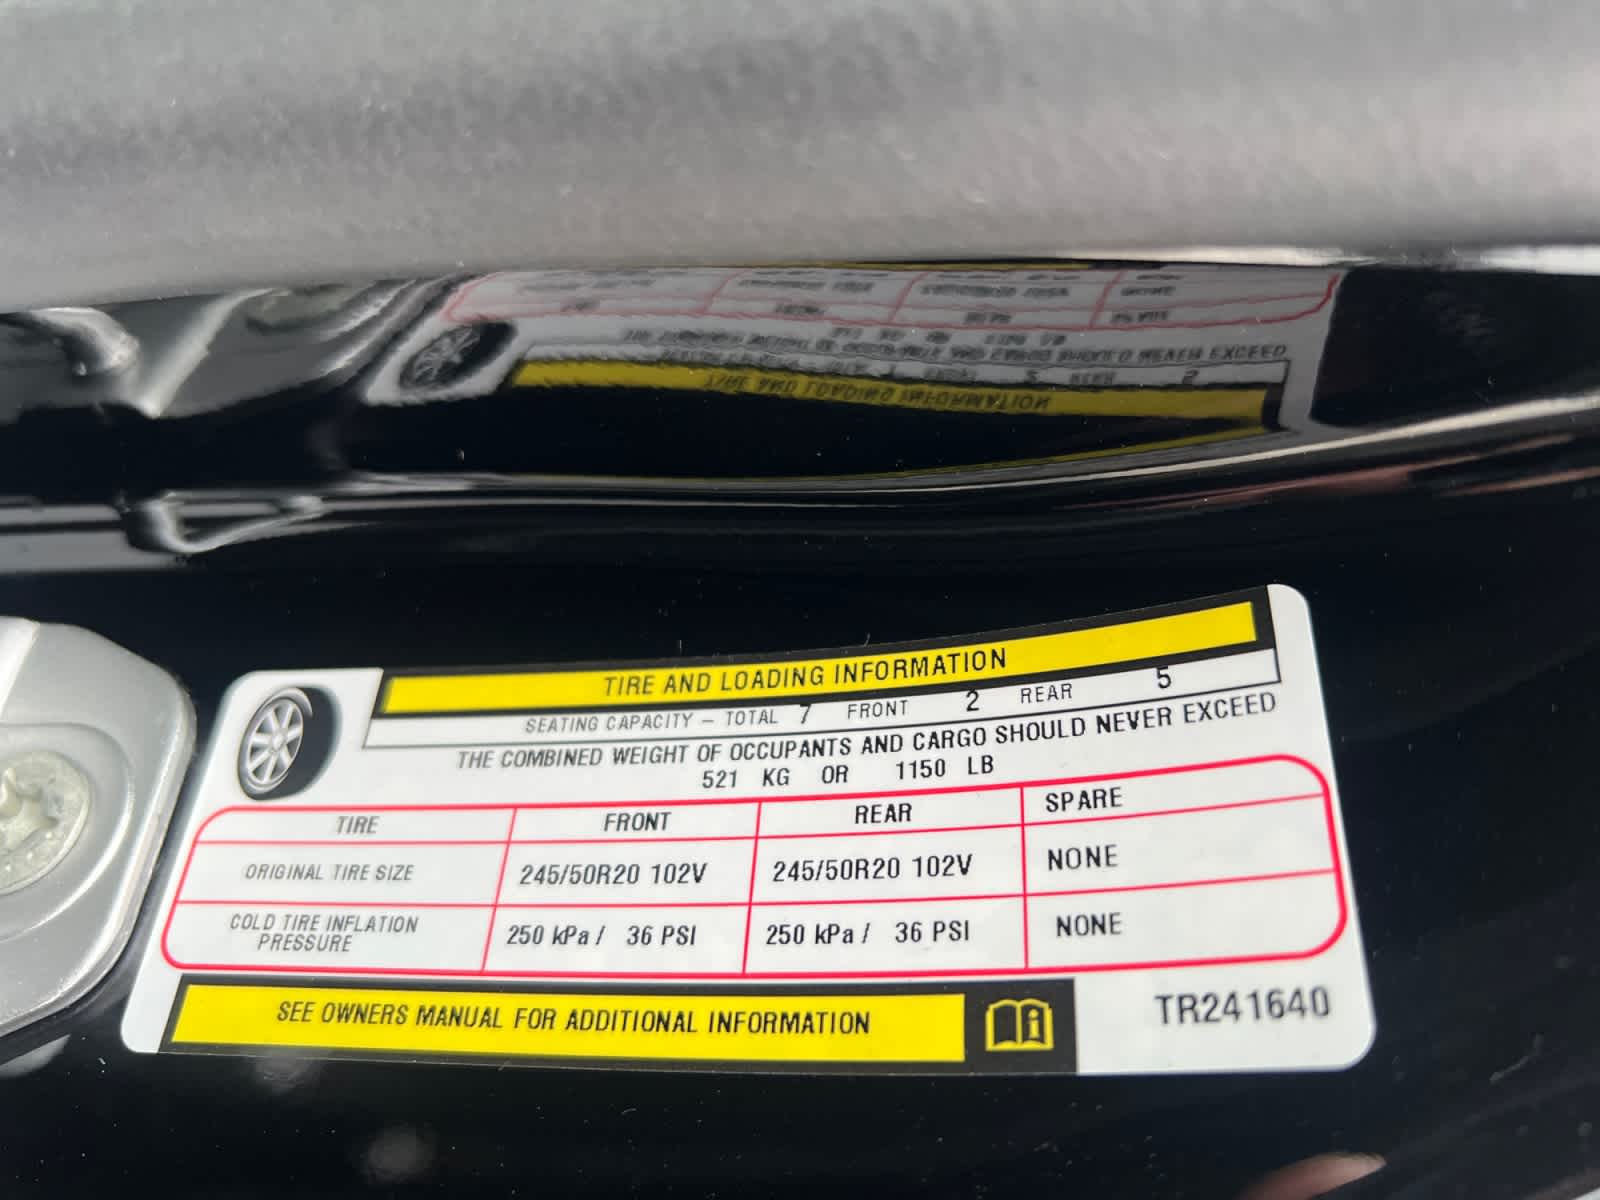 TIRE AND LOADING INFORMATION
SEATING CAPACITY – TOTAL 7 FRONT 2 REAR 5
THE COMBINED WEIGHT OF OCCUPANTS AND CARGO SHOULD NEVER EXCEED
521 KG OR 1150 LB
TIRE FRONT REAR SPARE
ORIGINAL TIRE SIZE 245/50R20 102V 245/50R20 102V NONE
COLD TIRE INFLATION
PRESSURE 250 kPa / 36 PSI 250 kPa / 36 PSI NONE
SEE OWNERS MANUAL FOR ADDITIONAL INFORMATION
TR241640